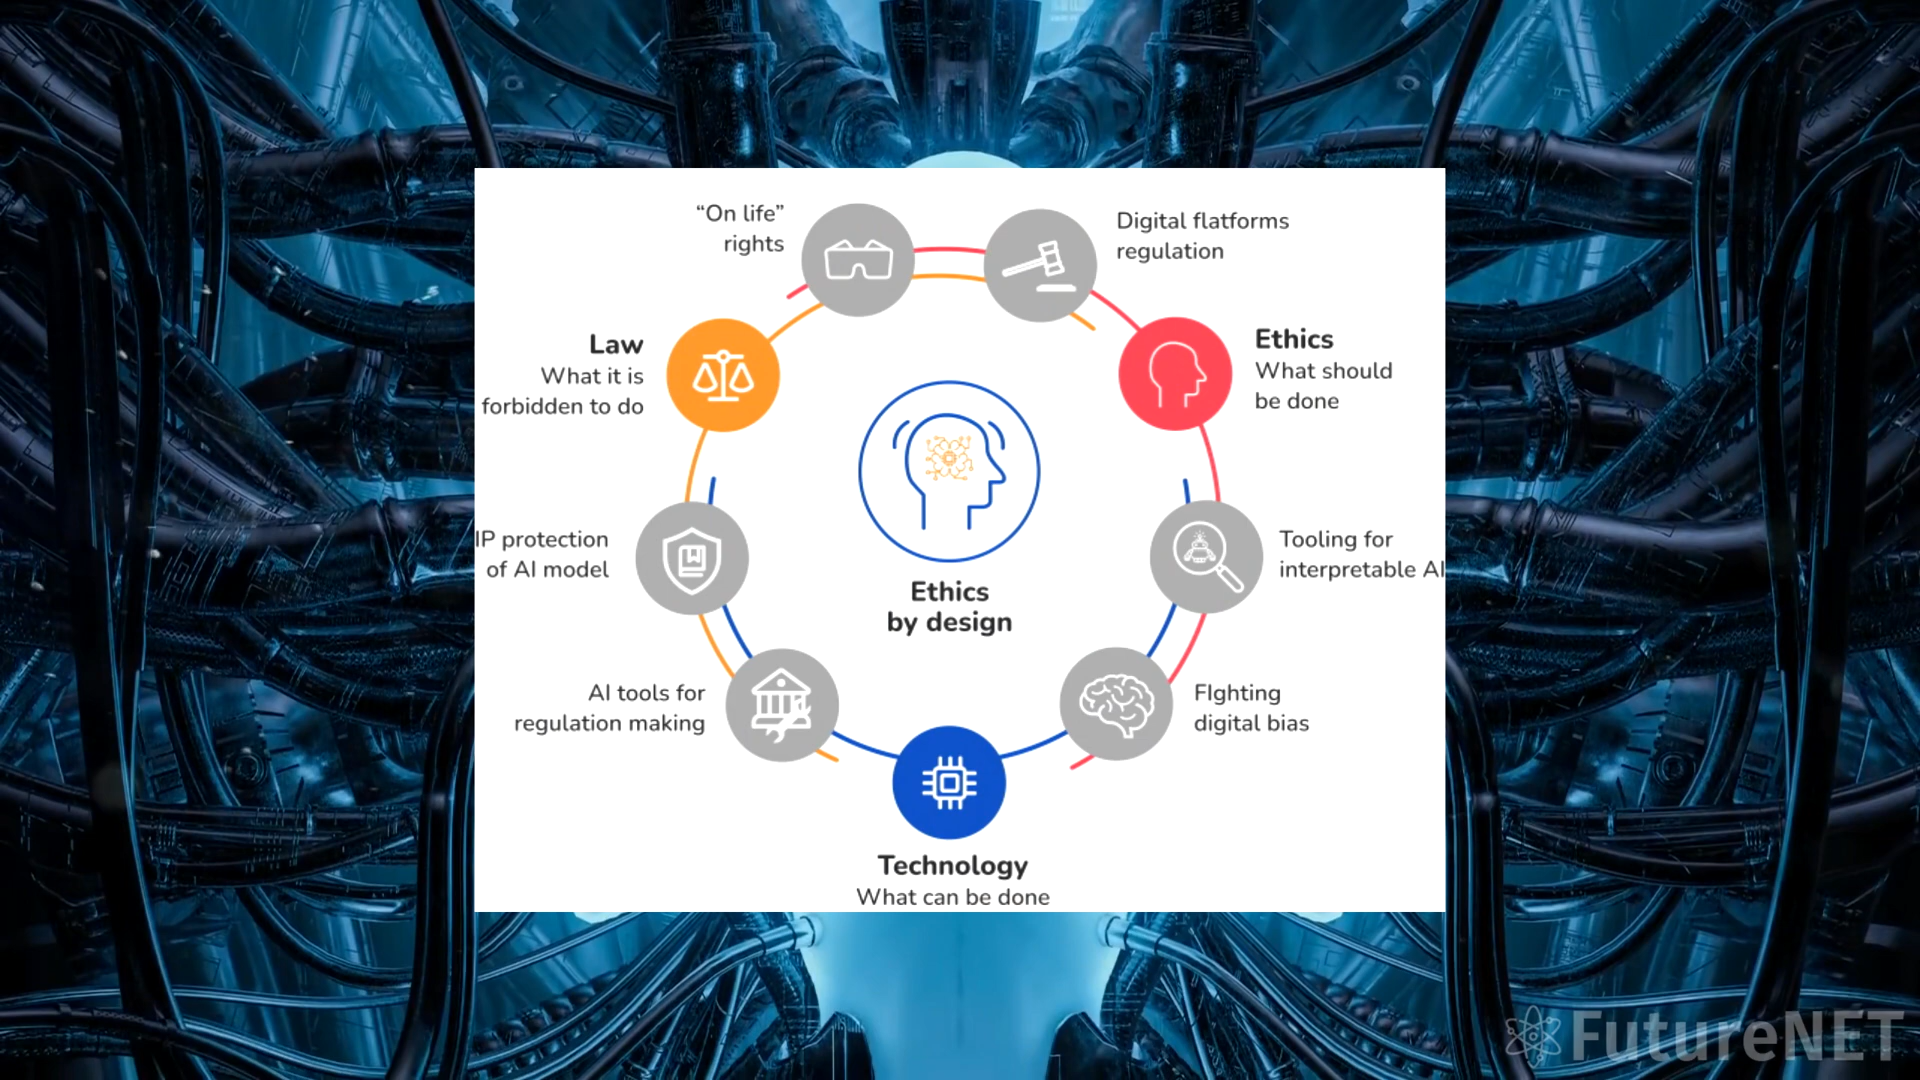 “On life”
rights
Digital flatforms
regulation
Law
What it is
forbidden to do
Ethics
What should
be done
IP protection
of AI model
Tooling for
interpretable AI
Ethics
by design
AI tools for
regulation making
FIghting
digital bias
Technology
What can be done
FutureNET